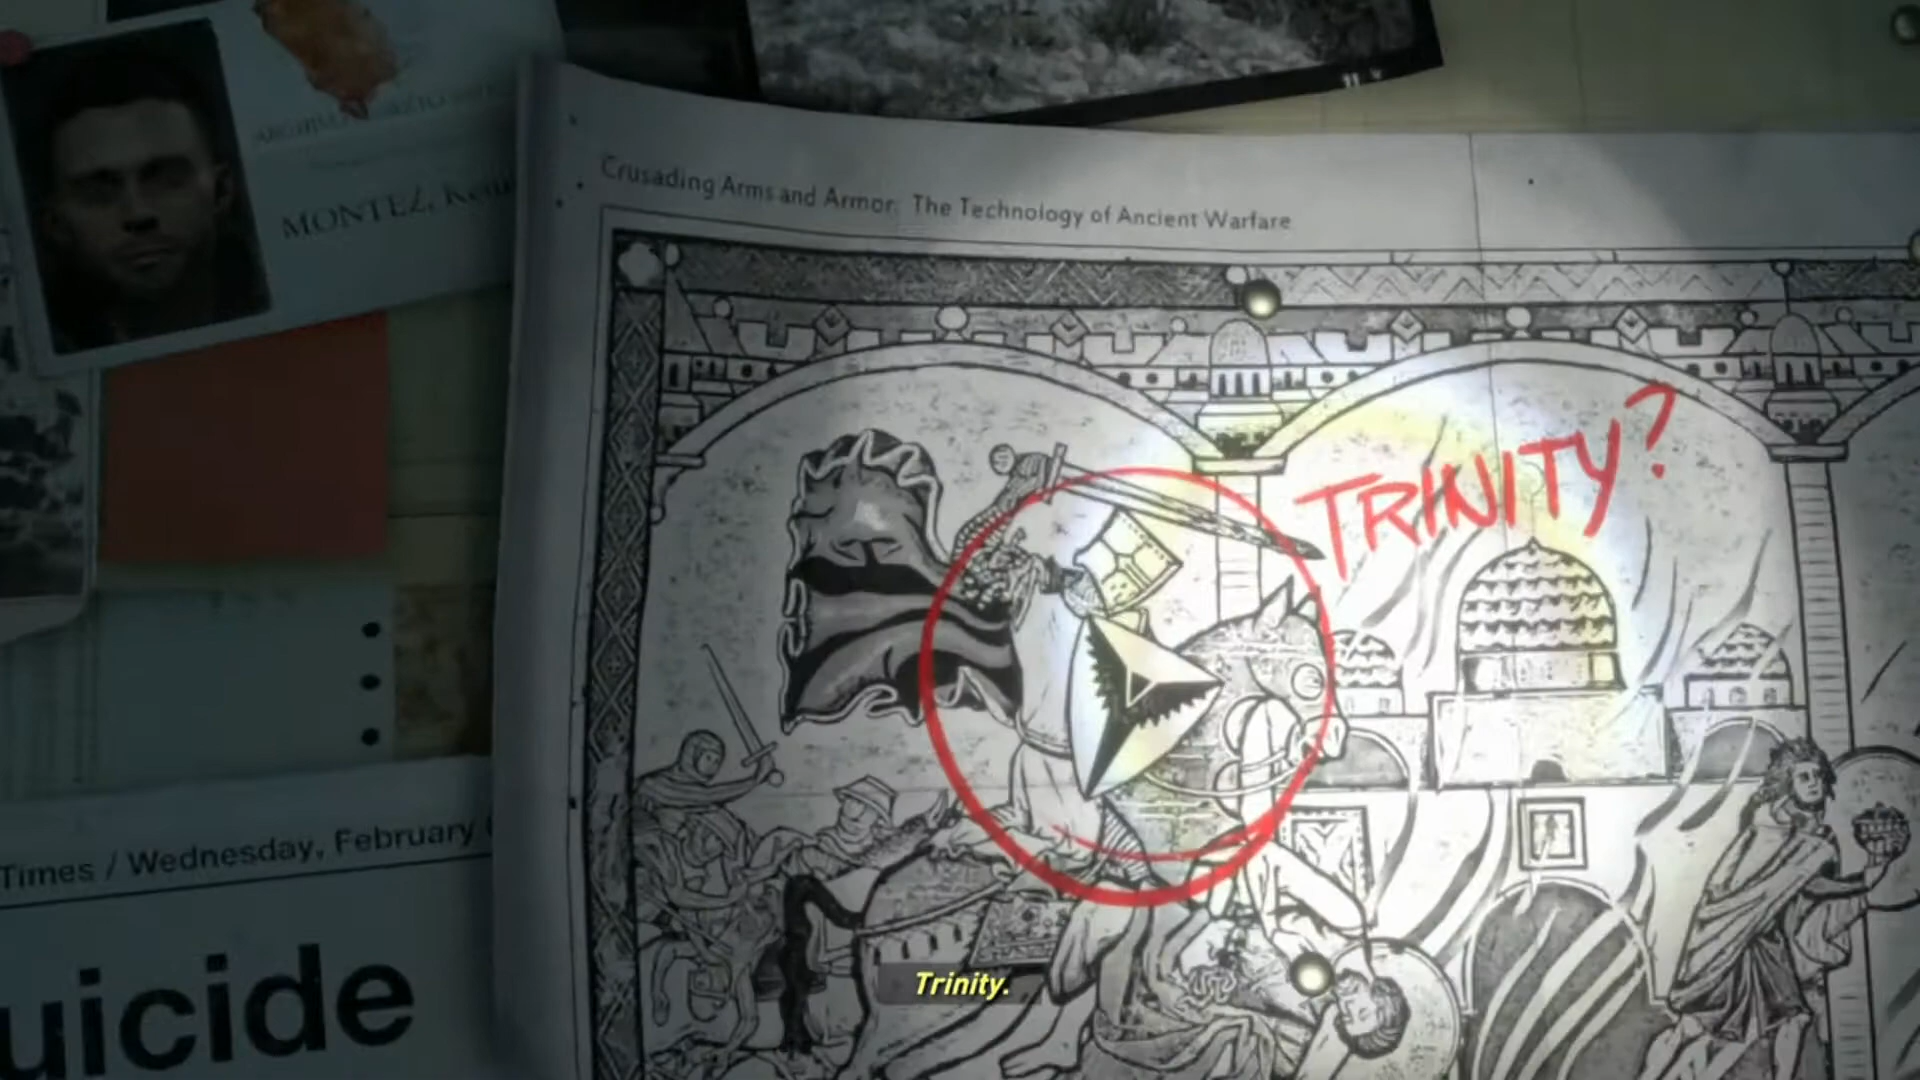 MONTEZ,
Crusading Arms and Armor: The Technology of Ancient Warfare
TRINITY?
Times / Wednesday, February
uicide
Trinity.